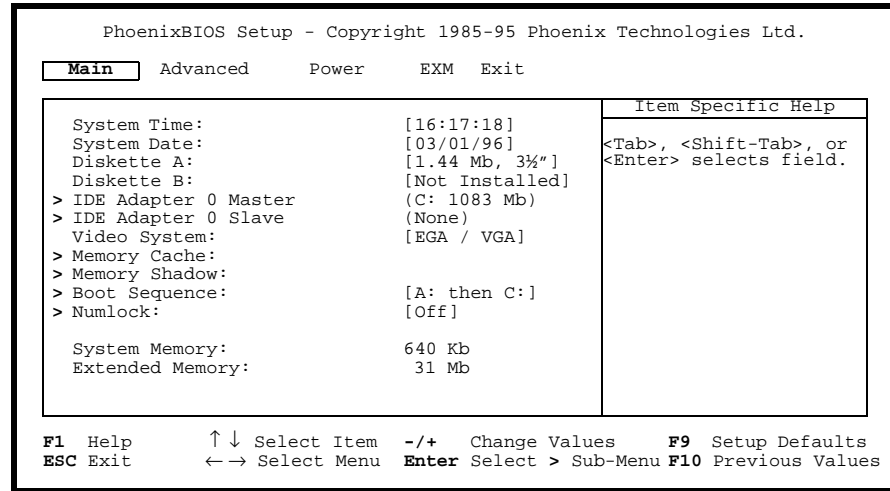 PhoenixBIOS Setup - Copyright 1985-95 Phoenix Technologies Ltd.
Main Advanced Power EXM Exit
Item Specific Help
System Time: [16:17:18]
System Date: [03/01/96]
<Tab>, <Shift-Tab>, or
Diskette A: [1.44 Mb, 3½″]
<Enter> selects field.
Diskette B: [Not Installed]
> IDE Adapter 0 Master (C: 1083 Mb)
> IDE Adapter 0 Slave (None)
Video System: [EGA / VGA]
> Memory Cache:
> Memory Shadow:
> Boot Sequence: [A: then C:]
> Numlock: [Off]
System Memory: 640 Kb
Extended Memory: 31 Mb
F1 Help ↑↓ Select Item -/+ Change Values F9 Setup Defaults
ESC Exit ←→ Select Menu Enter Select > Sub-Menu F10 Previous Values